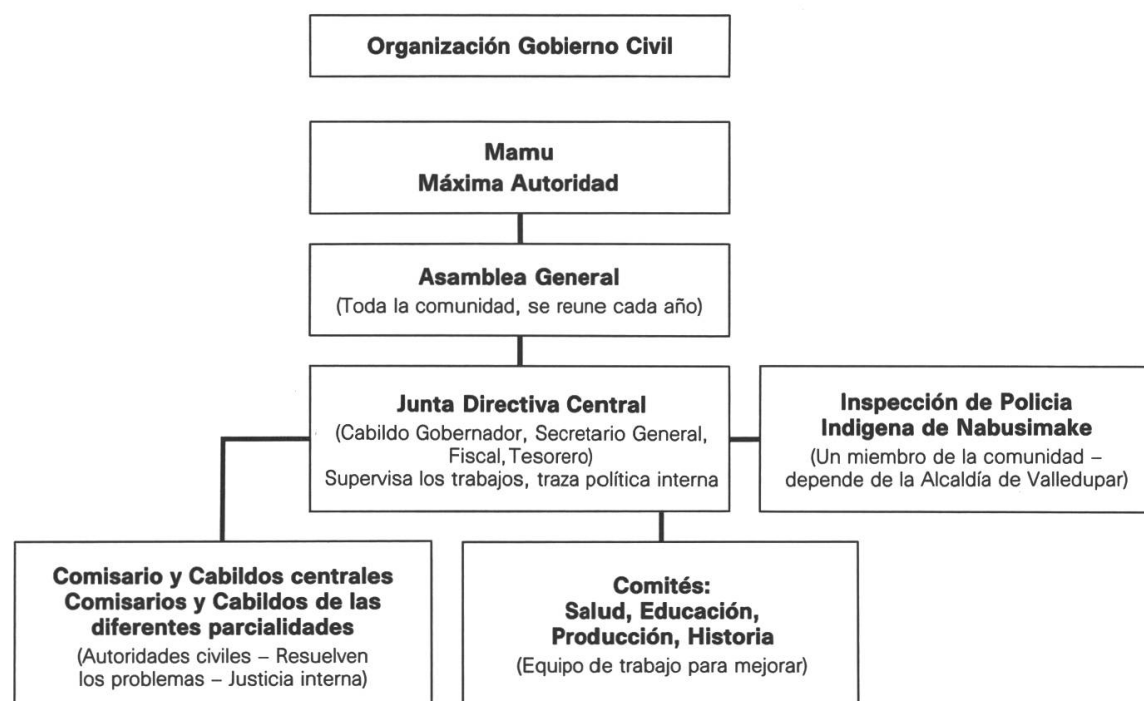 Organización Gobierno Civil
Mamu
Máxima Autoridad
Asamblea General
(Toda la comunidad, se reune cada año)
Junta Directiva Central
(Cabildo Gobernador, Secretario General,
Fiscal, Tesorero)
Supervisa los trabajos, traza política interna
Inspección de Policia
Indigena de Nabusimake
(Un miembro de la comunidad –
depende de la Alcaldía de Valledupar)
Comisario y Cabildos centrales
Comisarios y Cabildos de las
diferentes parcialidades
(Autoridades civiles – Resuelven
los problemas – Justicia interna)
Comités:
Salud, Educación,
Producción, Historia
(Equipo de trabajo para mejorar)